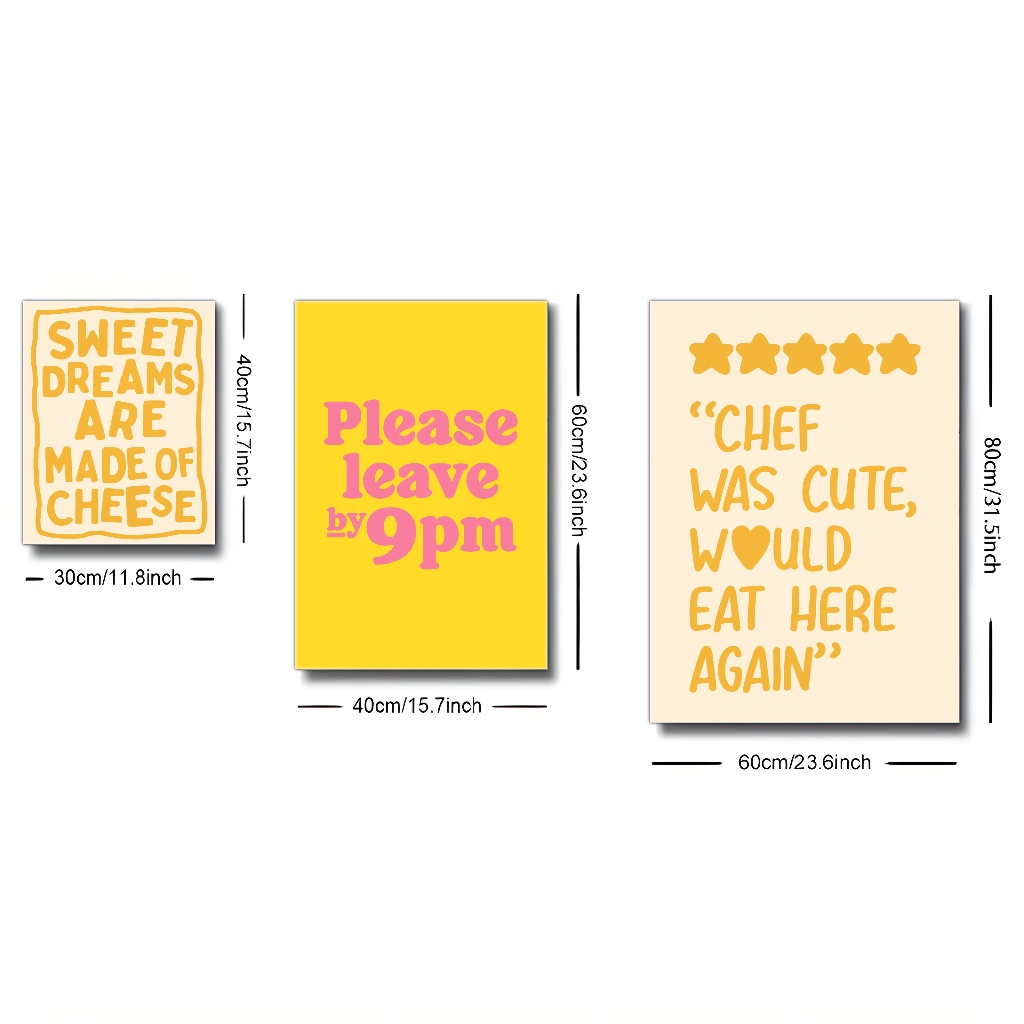 SWEET
DREAMS
ARE
MADE OF
CHEESE
40cm/15.7inch
30cm/11.8inch
Please
leave
by 9pm
60cm/23.6inch
40cm/15.7inch
“CHEF
WAS CUTE,
W♥ULD
EAT HERE
AGAIN”
80cm/31.5inch
60cm/23.6inch